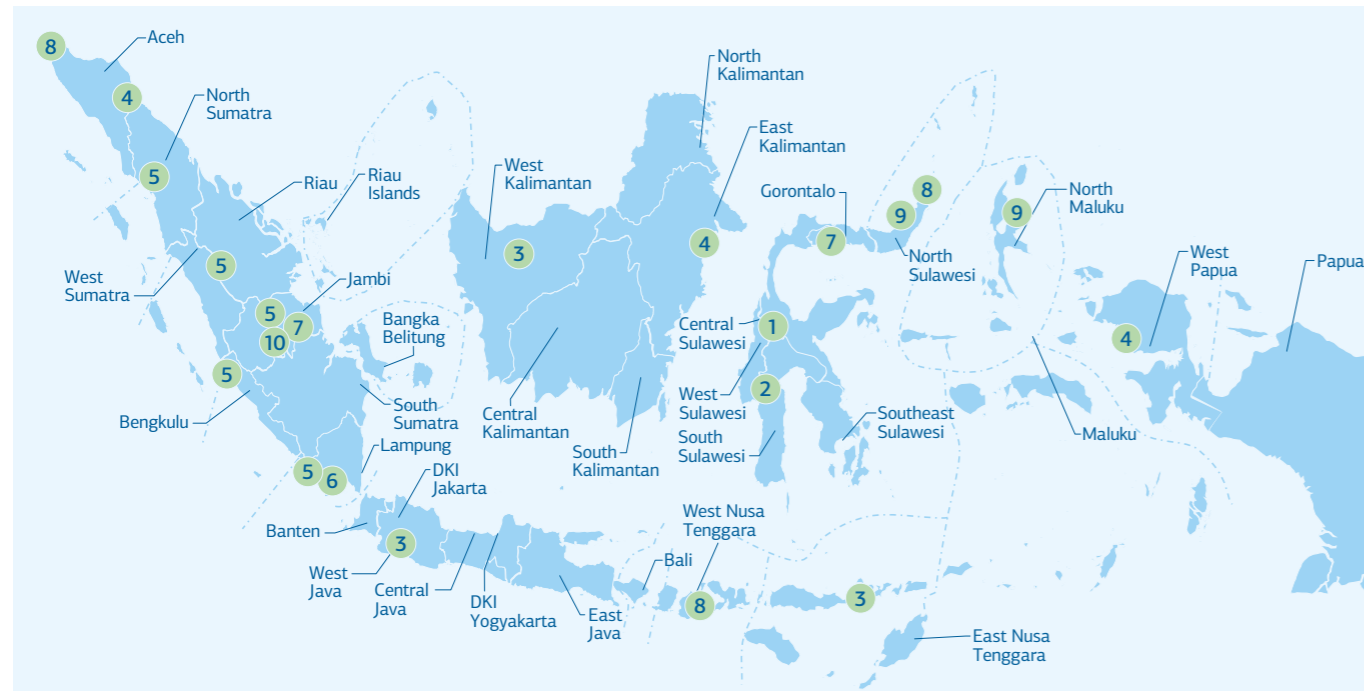 8
Aceh
4
North
Sumatra
5
Riau
Riau
Islands
West
Sumatra
5
Jambi
5
7
10
Bangka
Belitung
5
Bengkulu
South
Sumatra
Lampung
5
6
DKI
Jakarta
Banten
3
West
Java
Central
Java
DKI
Yogyakarta
East
Java
Bali
West Nusa
Tenggara
8
3
East Nusa
Tenggara
North
Kalimantan
East
Kalimantan
West
Kalimantan
3
4
Central
Kalimantan
South
Kalimantan
Gorontalo
7
9
8
North
Sulawesi
Central
Sulawesi
1
West
Sulawesi
2
South
Sulawesi
Southeast
Sulawesi
9
North
Maluku
Maluku
West
Papua
4
Papua